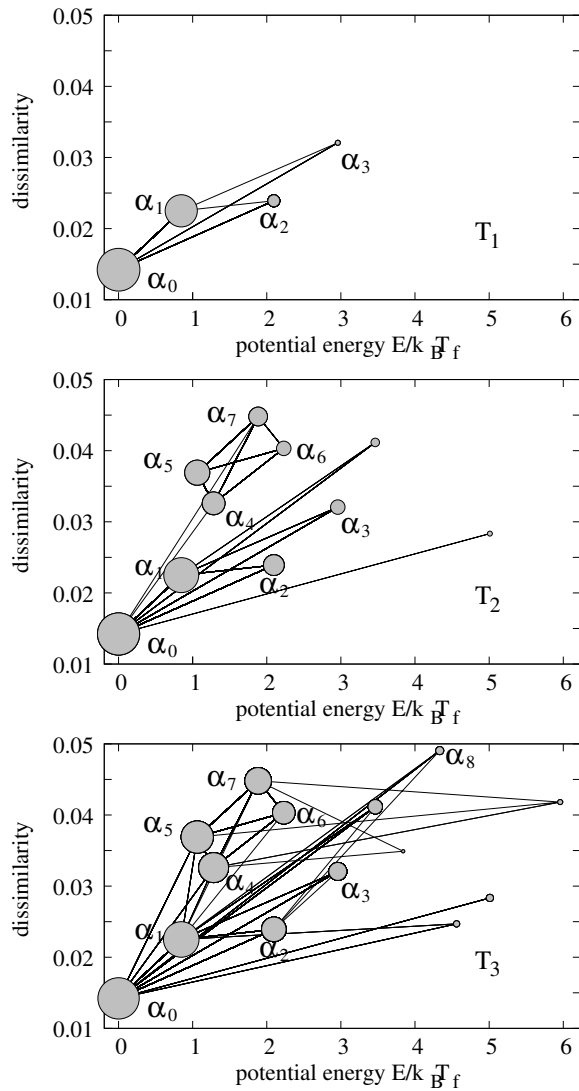 0.05
0.04
0.03
0.02
0.01
dissimilarity
α3
α1
α2
T1
α0
0 1 2 3 4 5 6
potential energy E/k BTf
0.05
0.04
0.03
0.02
0.01
dissimilarity
α7
α5
α6
α4
α3
α1
α2
T2
α0
0 1 2 3 4 5 6
potential energy E/k BTf
0.05
0.04
0.03
0.02
0.01
dissimilarity
α8
α7
α5
α6
α4
α3
α1
α2
T3
α0
0 1 2 3 4 5 6
potential energy E/k BTf